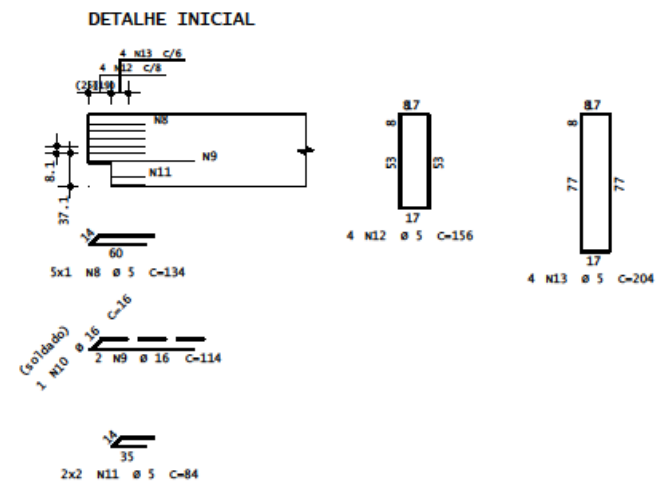 DETALHE INICIAL
4 N13 C/6
4 N12 C/8
N8
N9
N11
8.1
37.1
14
60
5x1 N8 Ø 5 C=134
(soldado)
1 N10 Ø 16 C=16
2 N9 Ø 16 C=114
14
35
2x2 N11 Ø 5 C=84
8
17
8
53
53
17
4 N12 Ø 5 C=156
8
17
8
77
77
17
4 N13 Ø 5 C=204